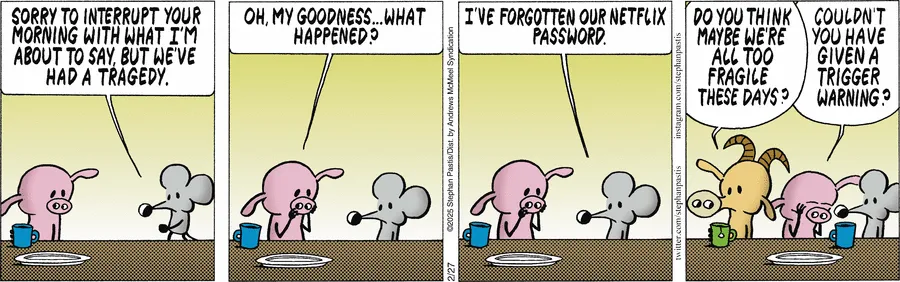 SORRY TO INTERRUPT YOUR
MORNING WITH WHAT I'M
ABOUT TO SAY, BUT WE'VE
HAD A TRAGEDY.
OH, MY GOODNESS...WHAT
HAPPENED?
©2025 Stephan Pastis/Dist. by Andrews McMeel Syndication
2/27
I'VE FORGOTTEN OUR NETFLIX
PASSWORD.
twitter.com/stephanpastis
instagram.com/stephanpastis
DO YOU THINK
MAYBE WE'RE
ALL TOO
FRAGILE
THESE DAYS?
COULDN'T
YOU HAVE
GIVEN A
TRIGGER
WARNING?